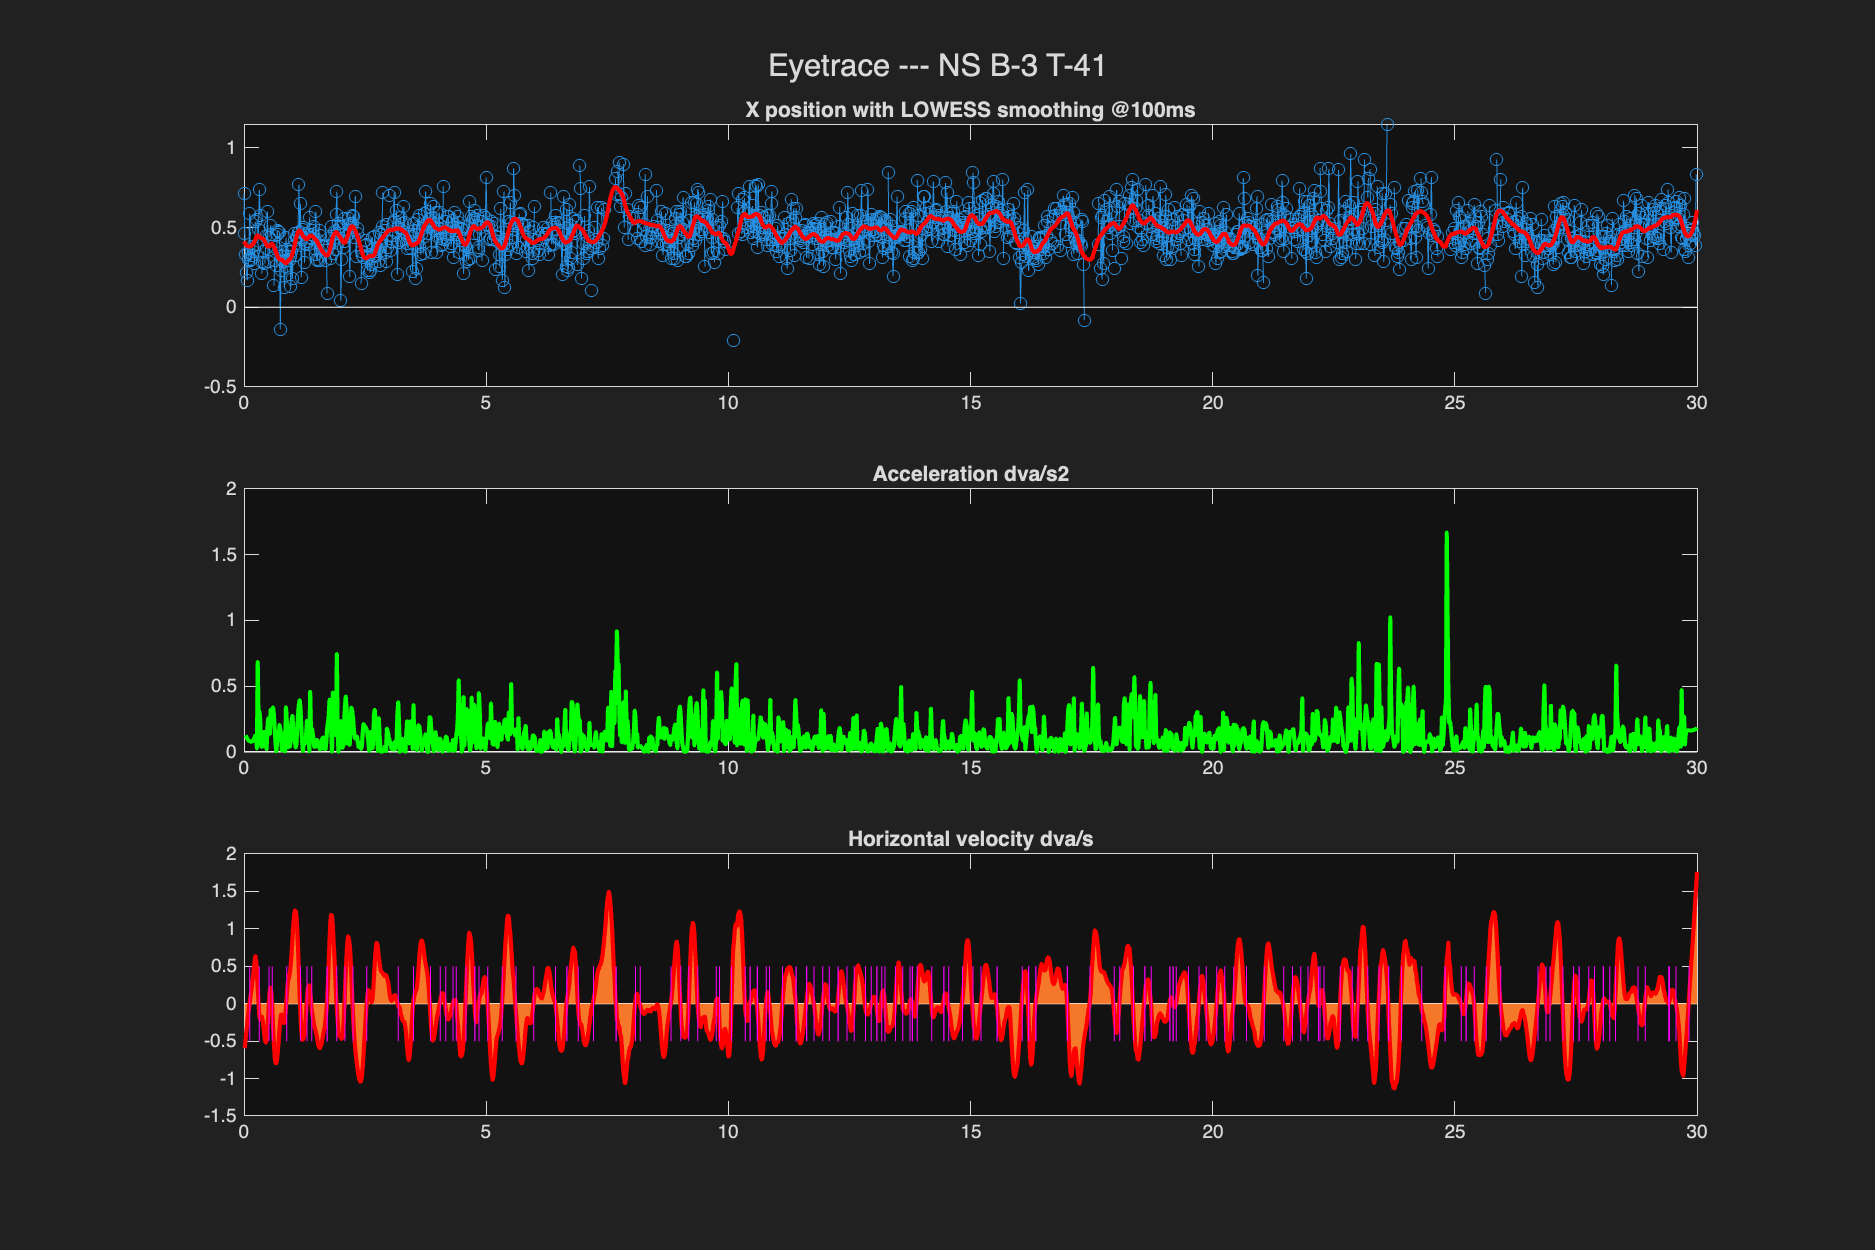 Eyetrace --- NS B-3 T-41
X position with LOWESS smoothing @100ms
1
0.5
0
-0.5
0 5 10 15 20 25 30
Acceleration dva/s2
2
1.5
1
0.5
0
0 5 10 15 20 25 30
Horizontal velocity dva/s
2
1.5
1
0.5
0
-0.5
-1
-1.5
0 5 10 15 20 25 30